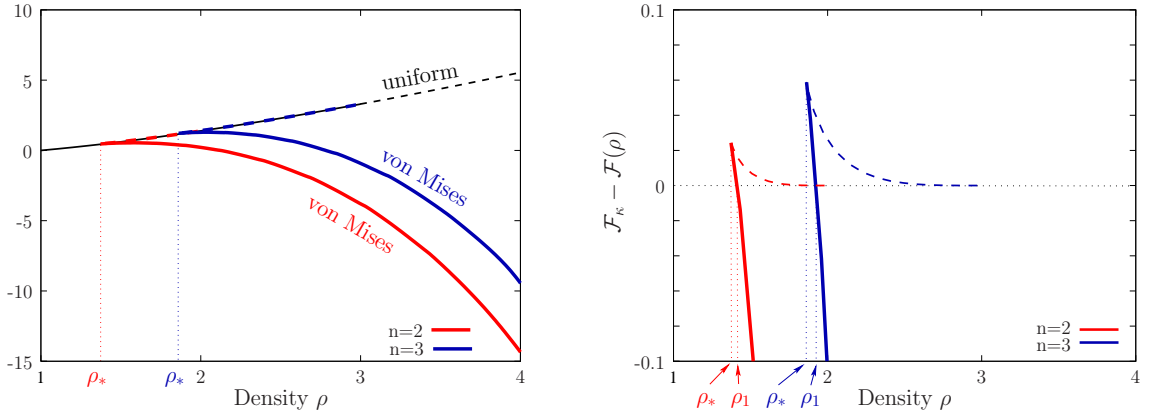 10
5
0
-5
-10
-15
uniform
von Mises
von Mises
n=2
n=3
1
ρ*
ρ*
2
3
4
Density ρ
0.1
0
-0.1
ℱκ − ℱ(ρ)
n=2
n=3
1
2
3
4
ρ* ρ1 ρ* ρ1
Density ρ